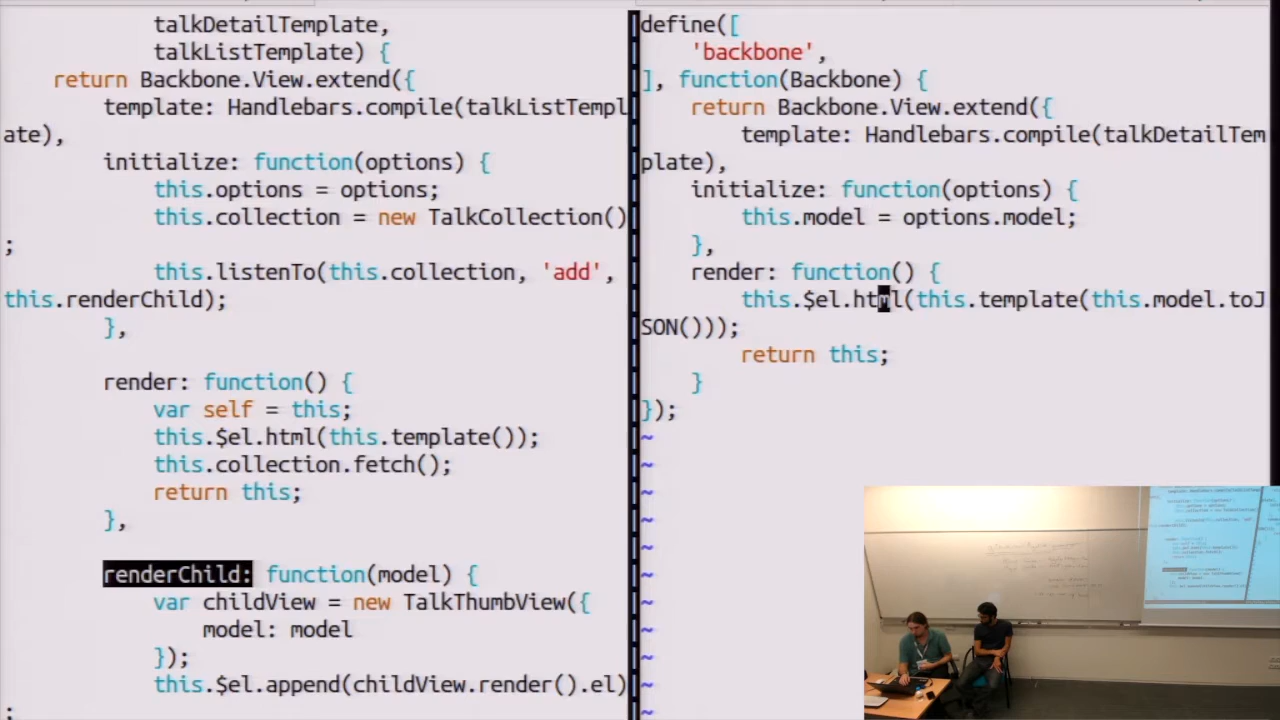 talkDetailTemplate,
talkListTemplate) {
return Backbone.View.extend({
template: Handlebars.compile(talkListTempl
ate),
initialize: function(options) {
this.options = options;
this.collection = new TalkCollection()
;
this.listenTo(this.collection, 'add',
this.renderChild);
},
render: function() {
var self = this;
this.$el.html(this.template());
this.collection.fetch();
return this;
},
renderChild: function(model) {
var childView = new TalkThumbView({
model: model
});
this.$el.append(childView.render().el)
;
define([
'backbone',
], function(Backbone) {
return Backbone.View.extend({
template: Handlebars.compile(talkDetailTem
plate),
initialize: function(options) {
this.model = options.model;
},
render: function() {
this.$el.html(this.template(this.model.toJ
SON()));
return this;
}
});
~
~
~
~
~
~
~
~
~
~
~